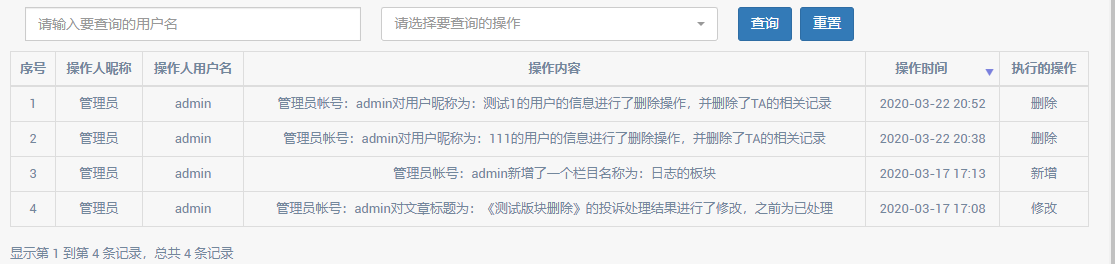 请输入要查询的用户名 请选择要查询的操作 查询 重置
序号 操作人昵称 操作人用户名 操作内容 操作时间 执行的操作
1 管理员 admin 管理员帐号：admin对用户昵称为：测试1的用户的信息进行了删除操作，并删除了TA的相关记录 2020-03-22 20:52 删除
2 管理员 admin 管理员帐号：admin对用户昵称为：111的用户的信息进行了删除操作，并删除了TA的相关记录 2020-03-22 20:38 删除
3 管理员 admin 管理员帐号：admin新增了一个栏目名称为：日志的板块 2020-03-17 17:13 新增
4 管理员 admin 管理员帐号：admin对文章标题为：《测试版块删除》的投诉处理结果进行了修改，之前为已处理 2020-03-17 17:08 修改
显示第 1 到第 4 条记录，总共 4 条记录